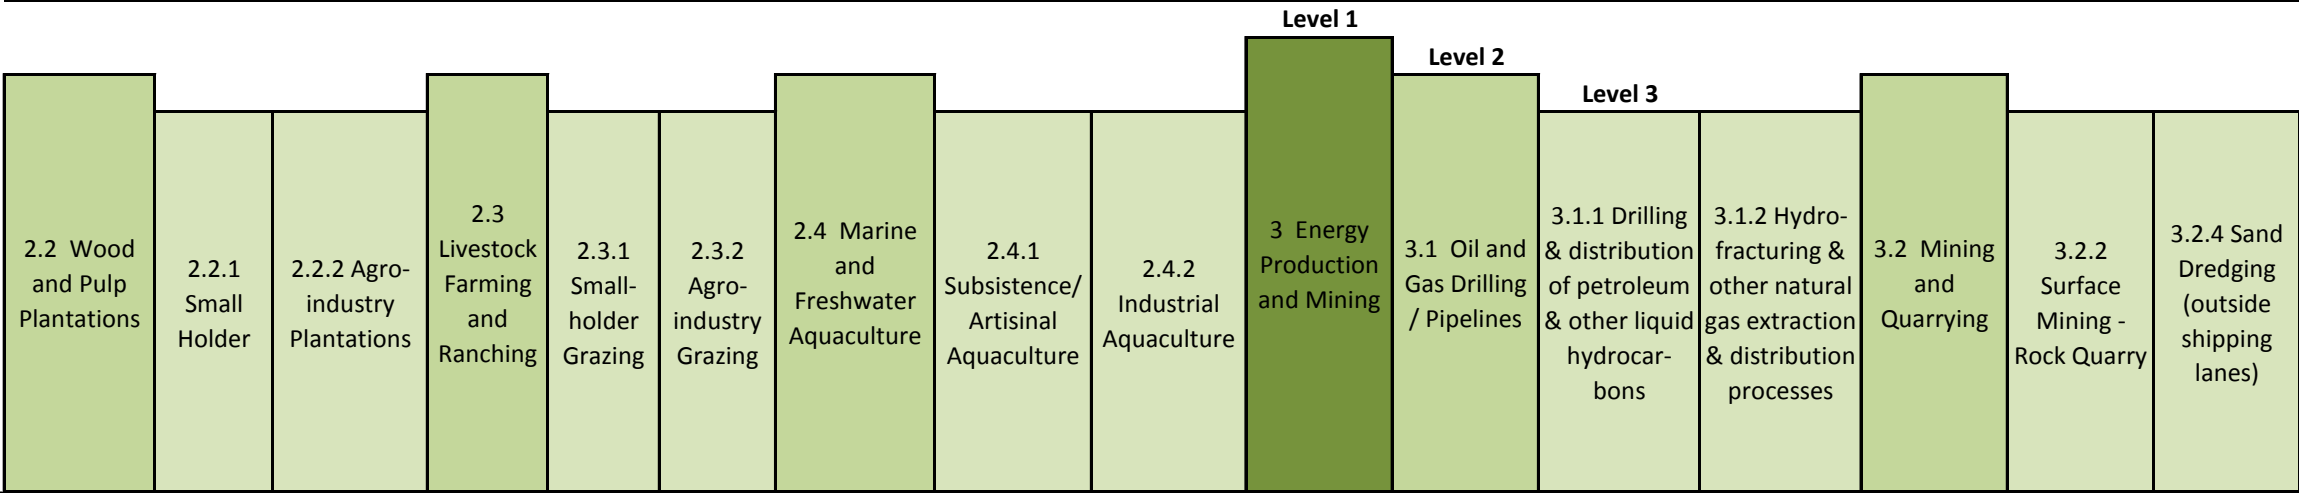 Level 1
Level 2
Level 3
2.2 Wood
and Pulp
Plantations
2.2.1
Small
Holder
2.2.2 Agro-
industry
Plantations
2.3
Livestock
Farming
and
Ranching
2.3.1
Small-
holder
Grazing
2.3.2
Agro-
industry
Grazing
2.4 Marine
and
Freshwater
Aquaculture
2.4.1
Subsistence/
Artisinal
Aquaculture
2.4.2
Industrial
Aquaculture
3 Energy
Production
and Mining
3.1 Oil and
Gas Drilling
/ Pipelines
3.1.1 Drilling
& distribution
of petroleum
& other liquid
hydrocar-
bons
3.1.2 Hydro-
fracturing &
other natural
gas extraction
& distribution
processes
3.2 Mining
and
Quarrying
3.2.2
Surface
Mining -
Rock Quarry
3.2.4 Sand
Dredging
(outside
shipping
lanes)